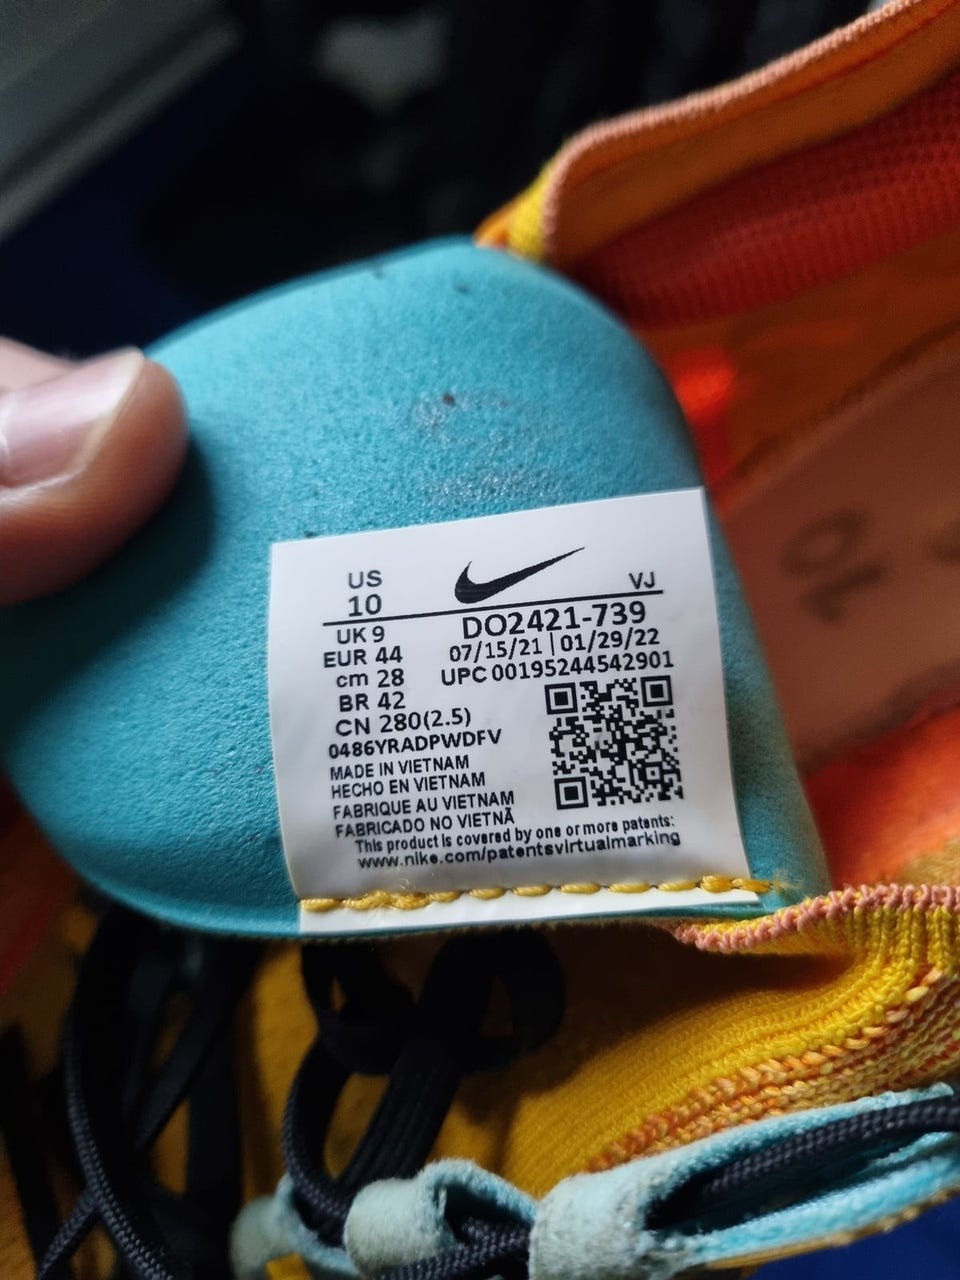 US
10
VJ
UK 9
EUR 44
cm 28
BR 42
CN 280(2.5)
DO2421-739
07/15/21 | 01/29/22
UPC 00195244542901
0486YRADPWDFV
MADE IN VIETNAM
HECHO EN VIETNAM
FABRIQUE AU VIETNAM
FABRICADO NO VIETNÃ
This product is covered by one or more patents:
www.nike.com/patentsvirtualmarking
10